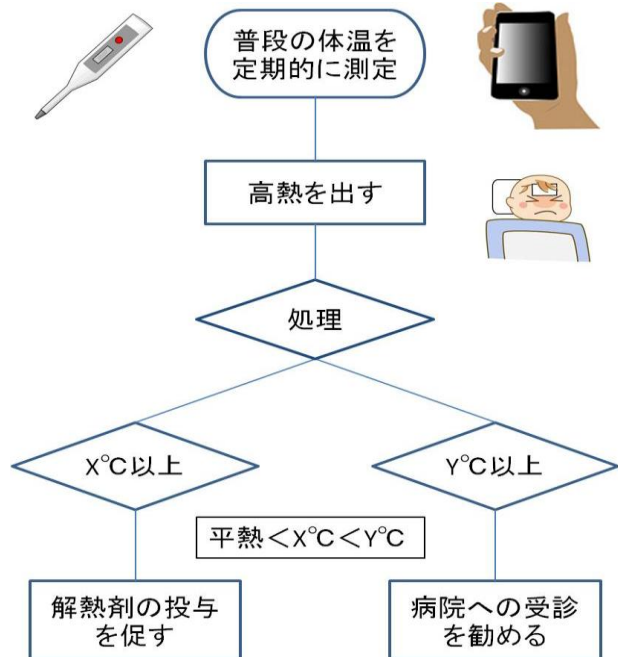 普段の体温を
定期的に測定
高熱を出す
処理
X℃以上
Y℃以上
平熱＜X℃＜Y℃
解熱剤の投与
を促す
病院への受診
を勧める